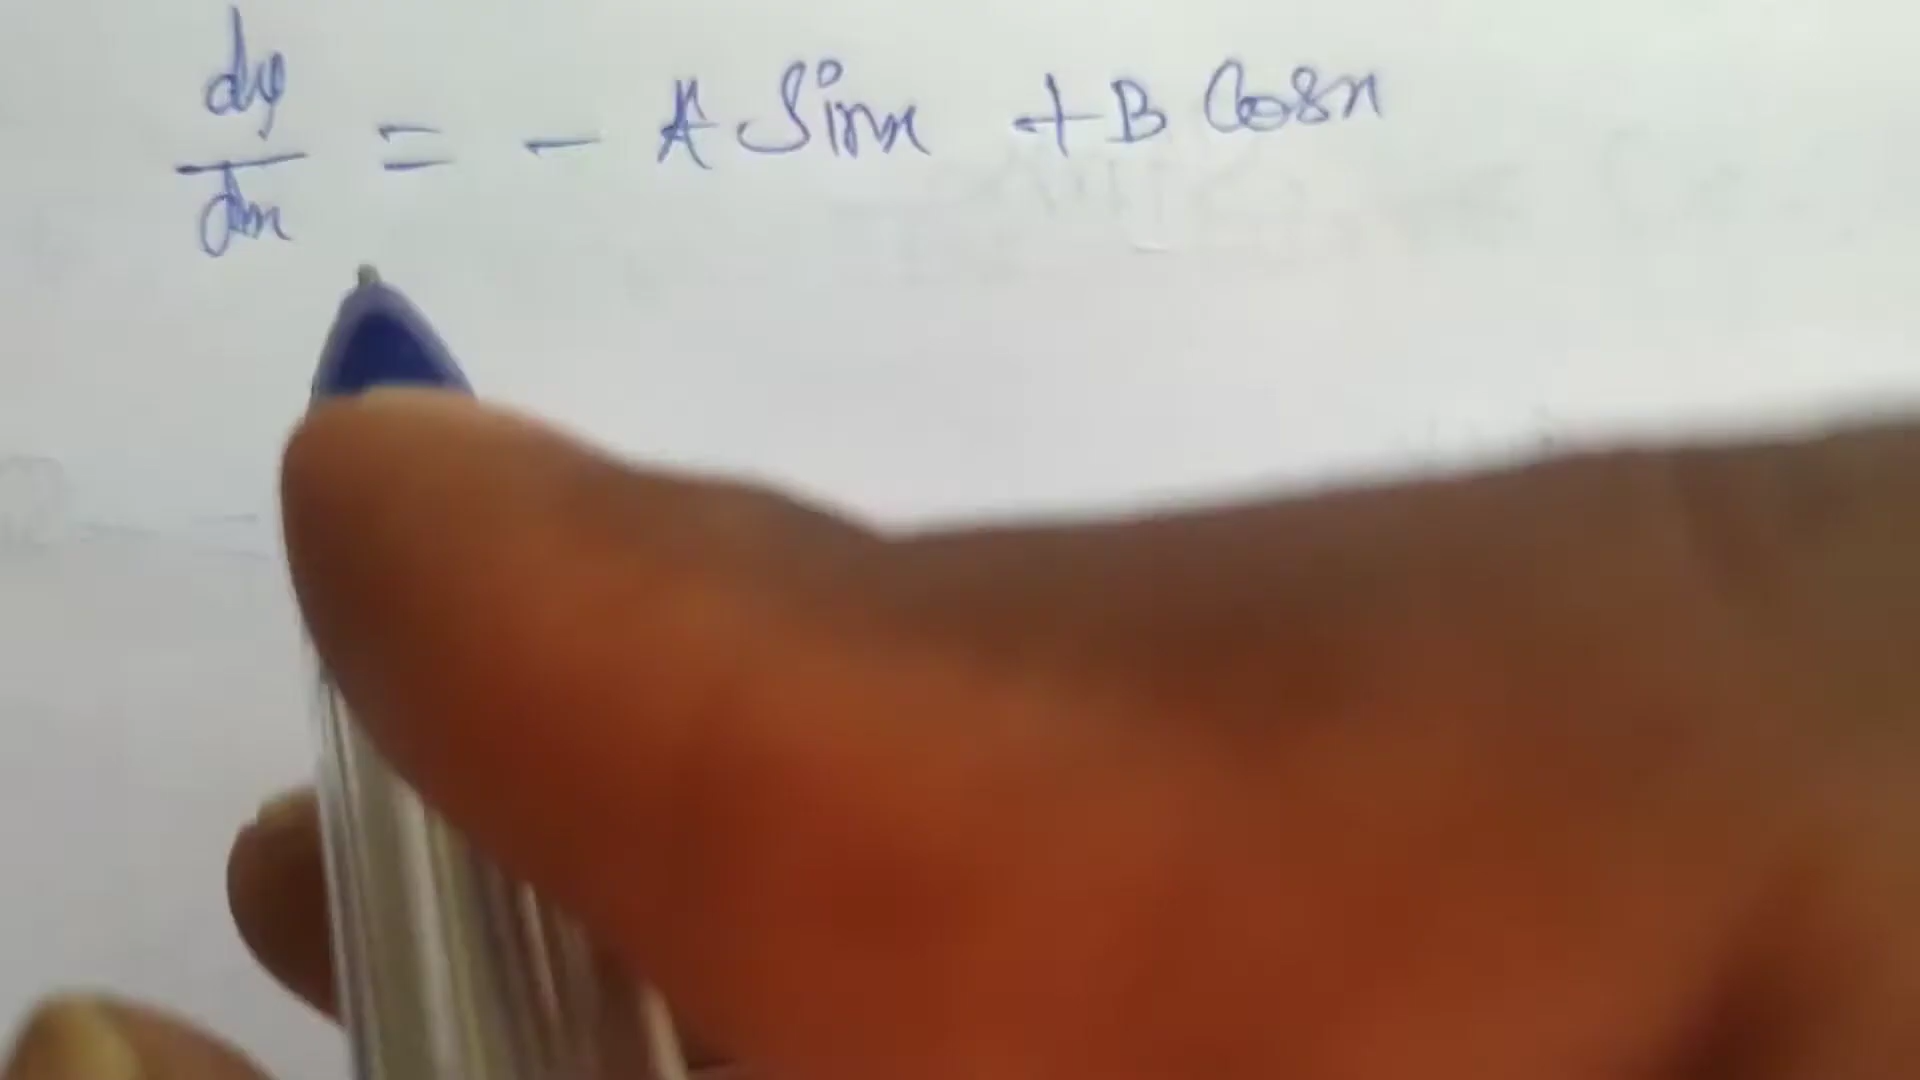 dy/dx = - A Sinx + B Cosx